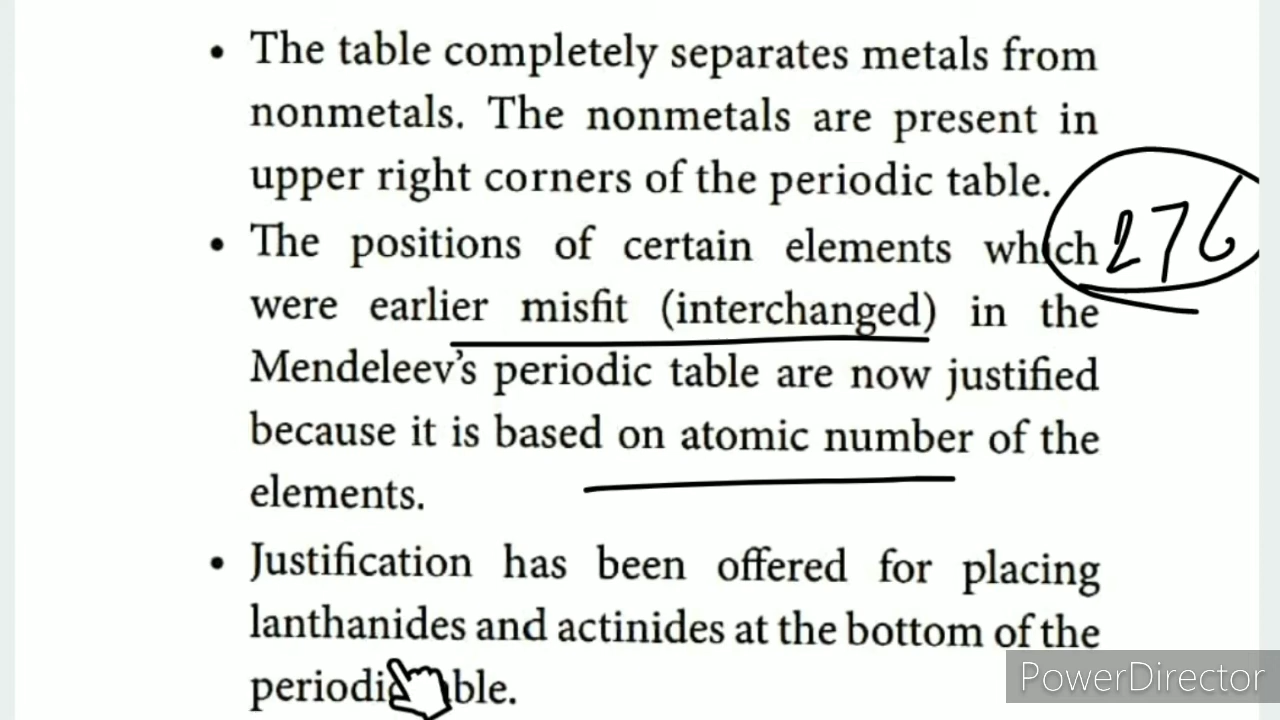 • The table completely separates metals from
nonmetals. The nonmetals are present in
upper right corners of the periodic table.
• The positions of certain elements which
276
were earlier misfit (interchanged) in the
Mendeleev's periodic table are now justified
because it is based on atomic number of the
elements.
• Justification has been offered for placing
lanthanides and actinides at the bottom of the
PowerDirector